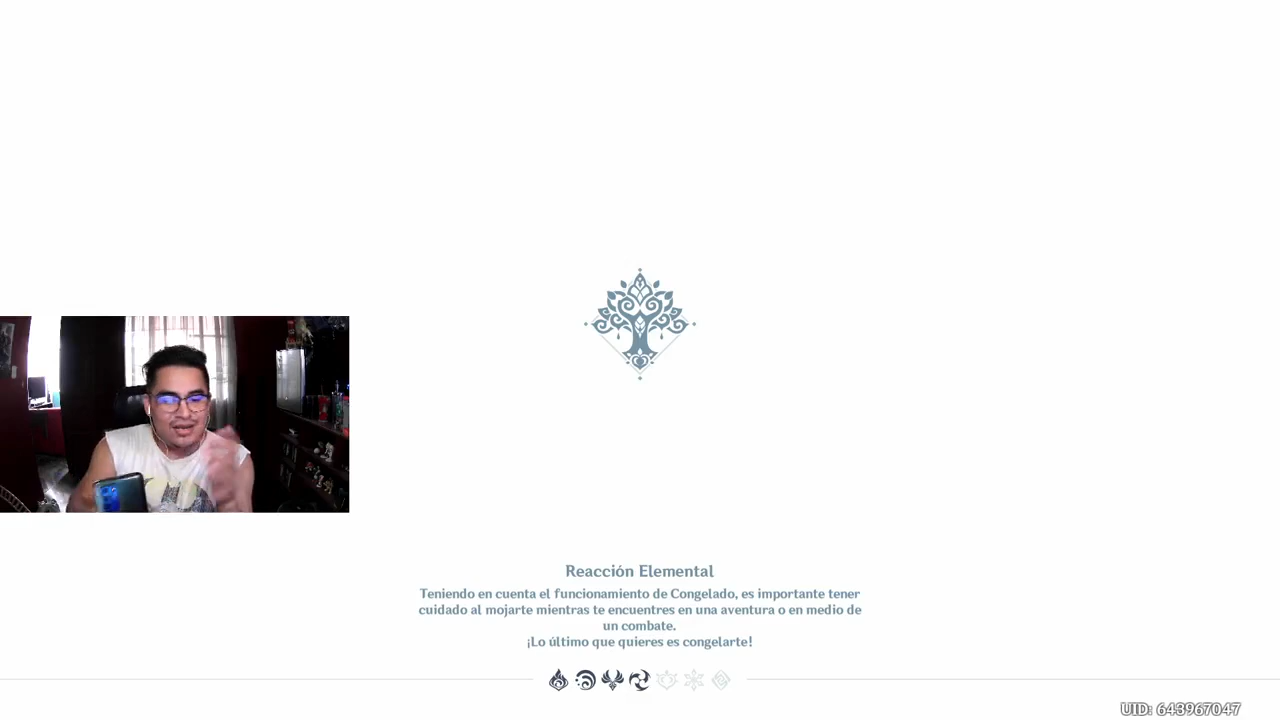 Reacción Elemental
Teniendo en cuenta el funcionamiento de Congelado, es importante tener
cuidado al mojarte mientras te encuentres en una aventura o en medio de
un combate.
¡Lo último que quieres es congelarte!
UID: 643967047